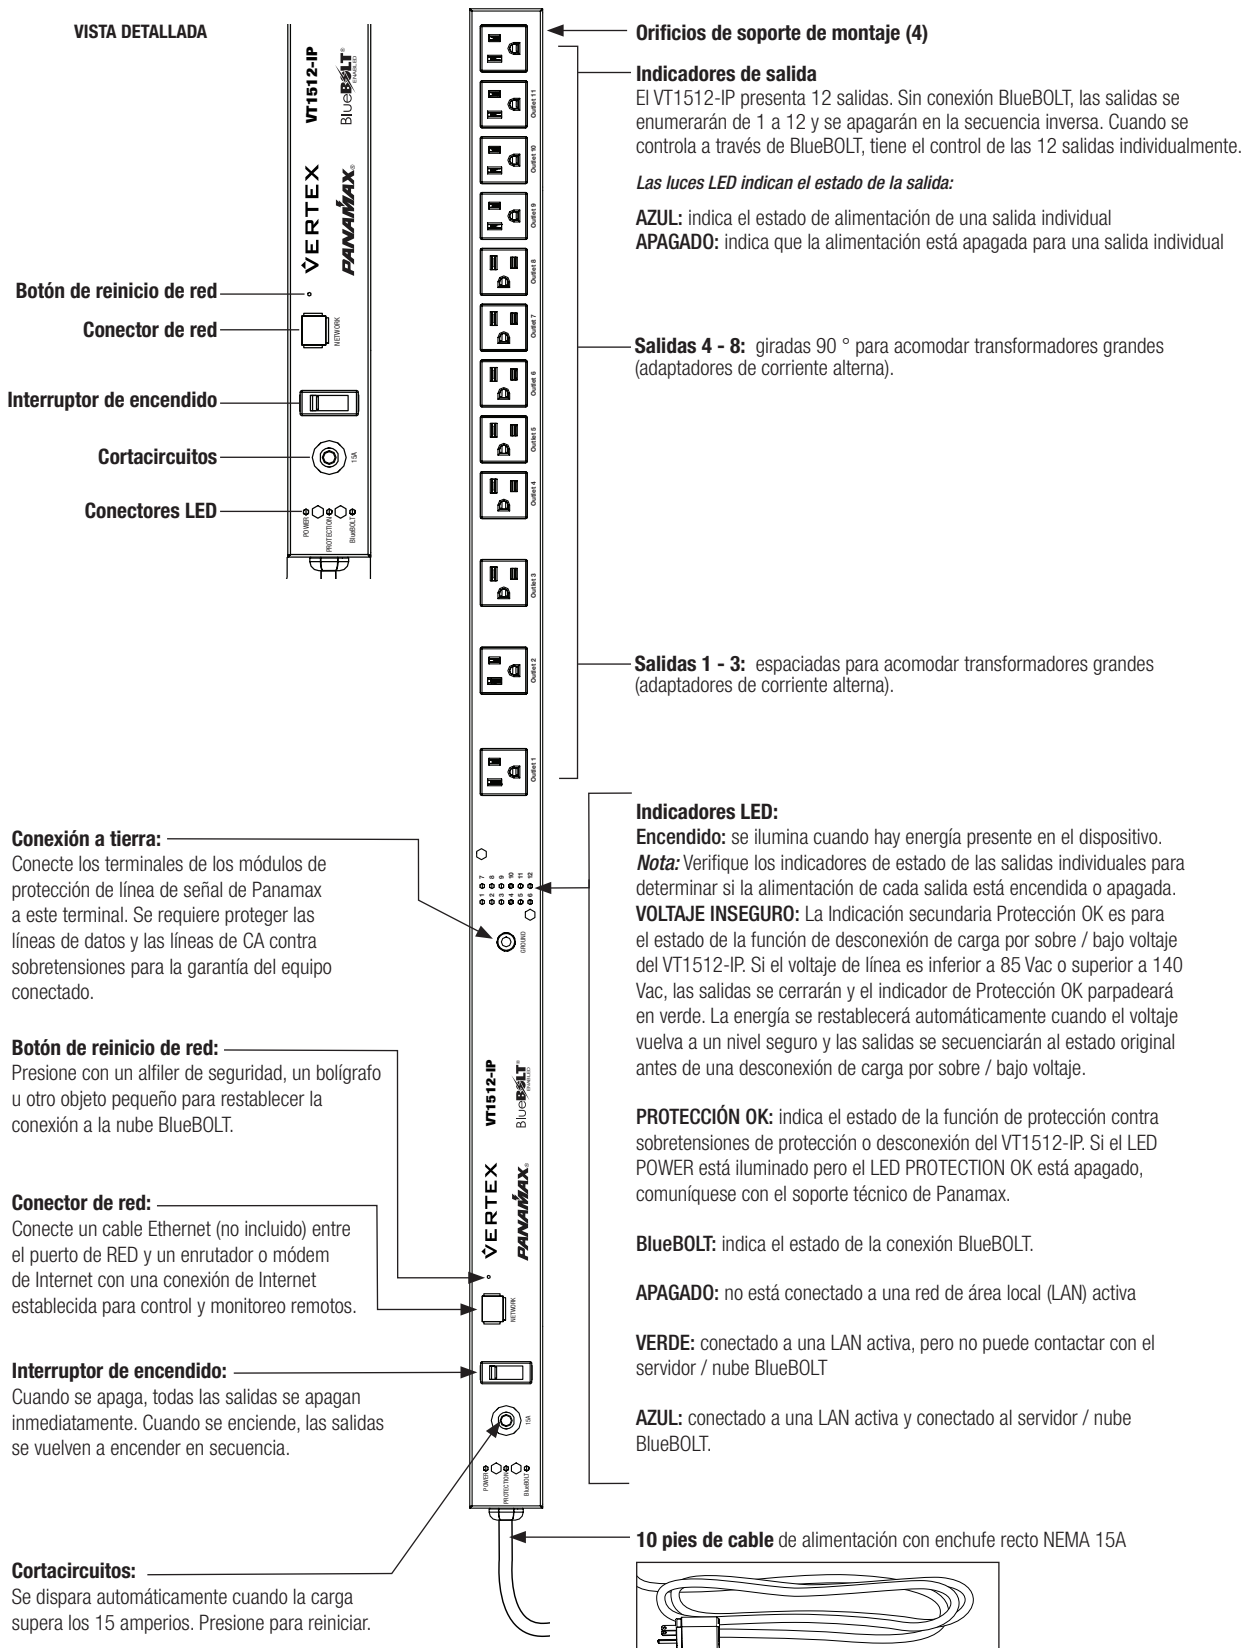 VISTA DETALLADA
VT1512-IP
BlueBOLT®
ENABLED
VERTEX
PANAMAX®
Botón de reinicio de red
Conector de red
NETWORK
Interruptor de encendido
Cortacircuitos
15A
Conectores LED
POWER
PROTECTION
BlueBOLT
Outlet 11
Outlet 10
Outlet 9
Outlet 8
Outlet 7
Outlet 6
Outlet 5
Outlet 4
Outlet 3
Outlet 2
Outlet 1
Orificios de soporte de montaje (4)
Indicadores de salida
El VT1512-IP presenta 12 salidas. Sin conexión BlueBOLT, las salidas se
enumerarán de 1 a 12 y se apagarán en la secuencia inversa. Cuando se
controla a través de BlueBOLT, tiene el control de las 12 salidas individualmente.
Las luces LED indican el estado de la salida:
AZUL: indica el estado de alimentación de una salida individual
APAGADO: indica que la alimentación está apagada para una salida individual
Salidas 4 - 8: giradas 90 ° para acomodar transformadores grandes
(adaptadores de corriente alterna).
Salidas 1 - 3: espaciadas para acomodar transformadores grandes
(adaptadores de corriente alterna).
Conexión a tierra:
Conecte los terminales de los módulos de
protección de línea de señal de Panamax
a este terminal. Se requiere proteger las
líneas de datos y las líneas de CA contra
sobretensiones para la garantía del equipo
conectado.
Botón de reinicio de red:
Presione con un alfiler de seguridad, un bolígrafo
u otro objeto pequeño para restablecer la
conexión a la nube BlueBOLT.
Conector de red:
Conecte un cable Ethernet (no incluido) entre
el puerto de RED y un enrutador o módem
de Internet con una conexión de Internet
establecida para control y monitoreo remotos.
Interruptor de encendido:
Cuando se apaga, todas las salidas se apagan
inmediatamente. Cuando se enciende, las salidas
se vuelven a encender en secuencia.
Cortacircuitos:
Se dispara automáticamente cuando la carga
supera los 15 amperios. Presione para reiniciar.
1 2 3 4 5 6
7 8 9 10 11 12
GROUND
VT1512-IP
BlueBOLT®
ENABLED
VERTEX
PANAMAX®
NETWORK
15A
POWER
PROTECTION
BlueBOLT
Indicadores LED:
Encendido: se ilumina cuando hay energía presente en el dispositivo.
Nota: Verifique los indicadores de estado de las salidas individuales para
determinar si la alimentación de cada salida está encendida o apagada.
VOLTAJE INSEGURO: La Indicación secundaria Protección OK es para
el estado de la función de desconexión de carga por sobre / bajo voltaje
del VT1512-IP. Si el voltaje de línea es inferior a 85 Vac o superior a 140
Vac, las salidas se cerrarán y el indicador de Protección OK parpadeará
en verde. La energía se restablecerá automáticamente cuando el voltaje
vuelva a un nivel seguro y las salidas se secuenciarán al estado original
antes de una desconexión de carga por sobre / bajo voltaje.
PROTECCIÓN OK: indica el estado de la función de protección contra
sobretensiones de protección o desconexión del VT1512-IP. Si el LED
POWER está iluminado pero el LED PROTECTION OK está apagado,
comuníquese con el soporte técnico de Panamax.
BlueBOLT: indica el estado de la conexión BlueBOLT.
APAGADO: no está conectado a una red de área local (LAN) activa
VERDE: conectado a una LAN activa, pero no puede contactar con el
servidor / nube BlueBOLT
AZUL: conectado a una LAN activa y conectado al servidor / nube
BlueBOLT.
10 pies de cable de alimentación con enchufe recto NEMA 15A